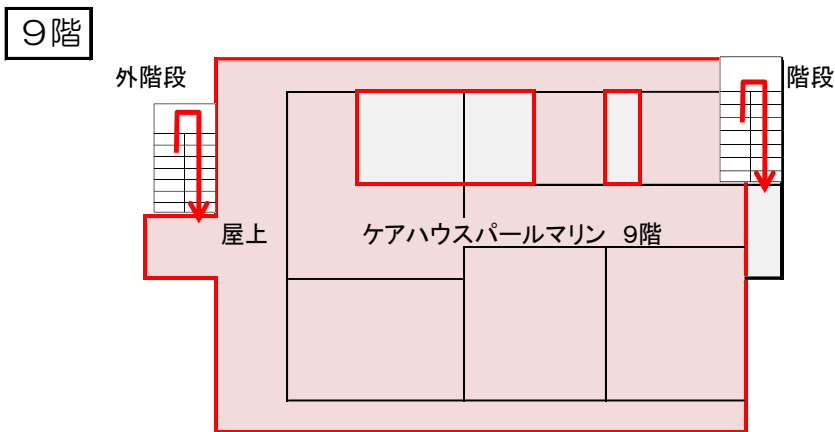 ９階
外階段
階段
屋上
ケアハウスパールマリン　９階